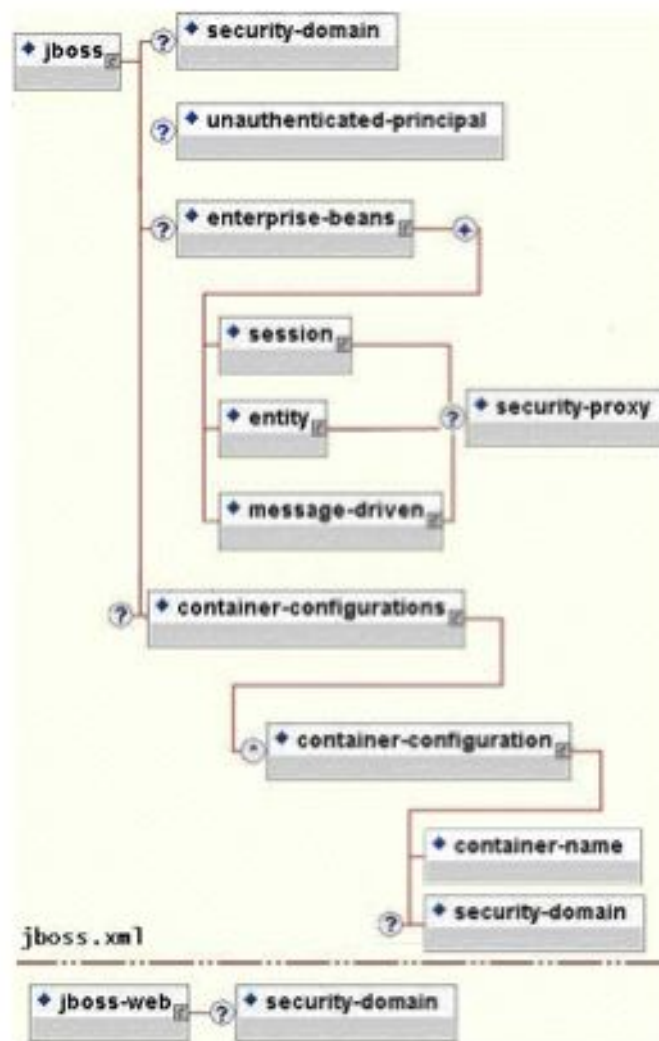 jboss
security-domain
unauthenticated-principal
enterprise-beans
session
entity
security-proxy
message-driven
container-configurations
container-configuration
container-name
security-domain
jboss.xml
jboss-web
security-domain